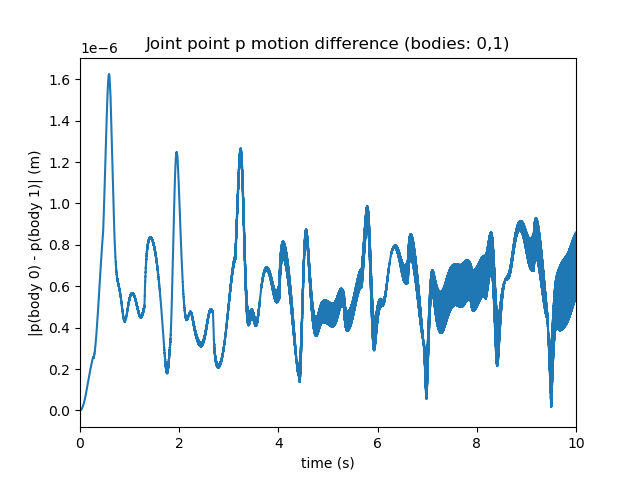 Joint point p motion difference (bodies: 0,1)
1e−6
|p(body 0) - p(body 1)| (m)
1.6
1.4
1.2
1.0
0.8
0.6
0.4
0.2
0.0
0 2 4 6 8 10
time (s)